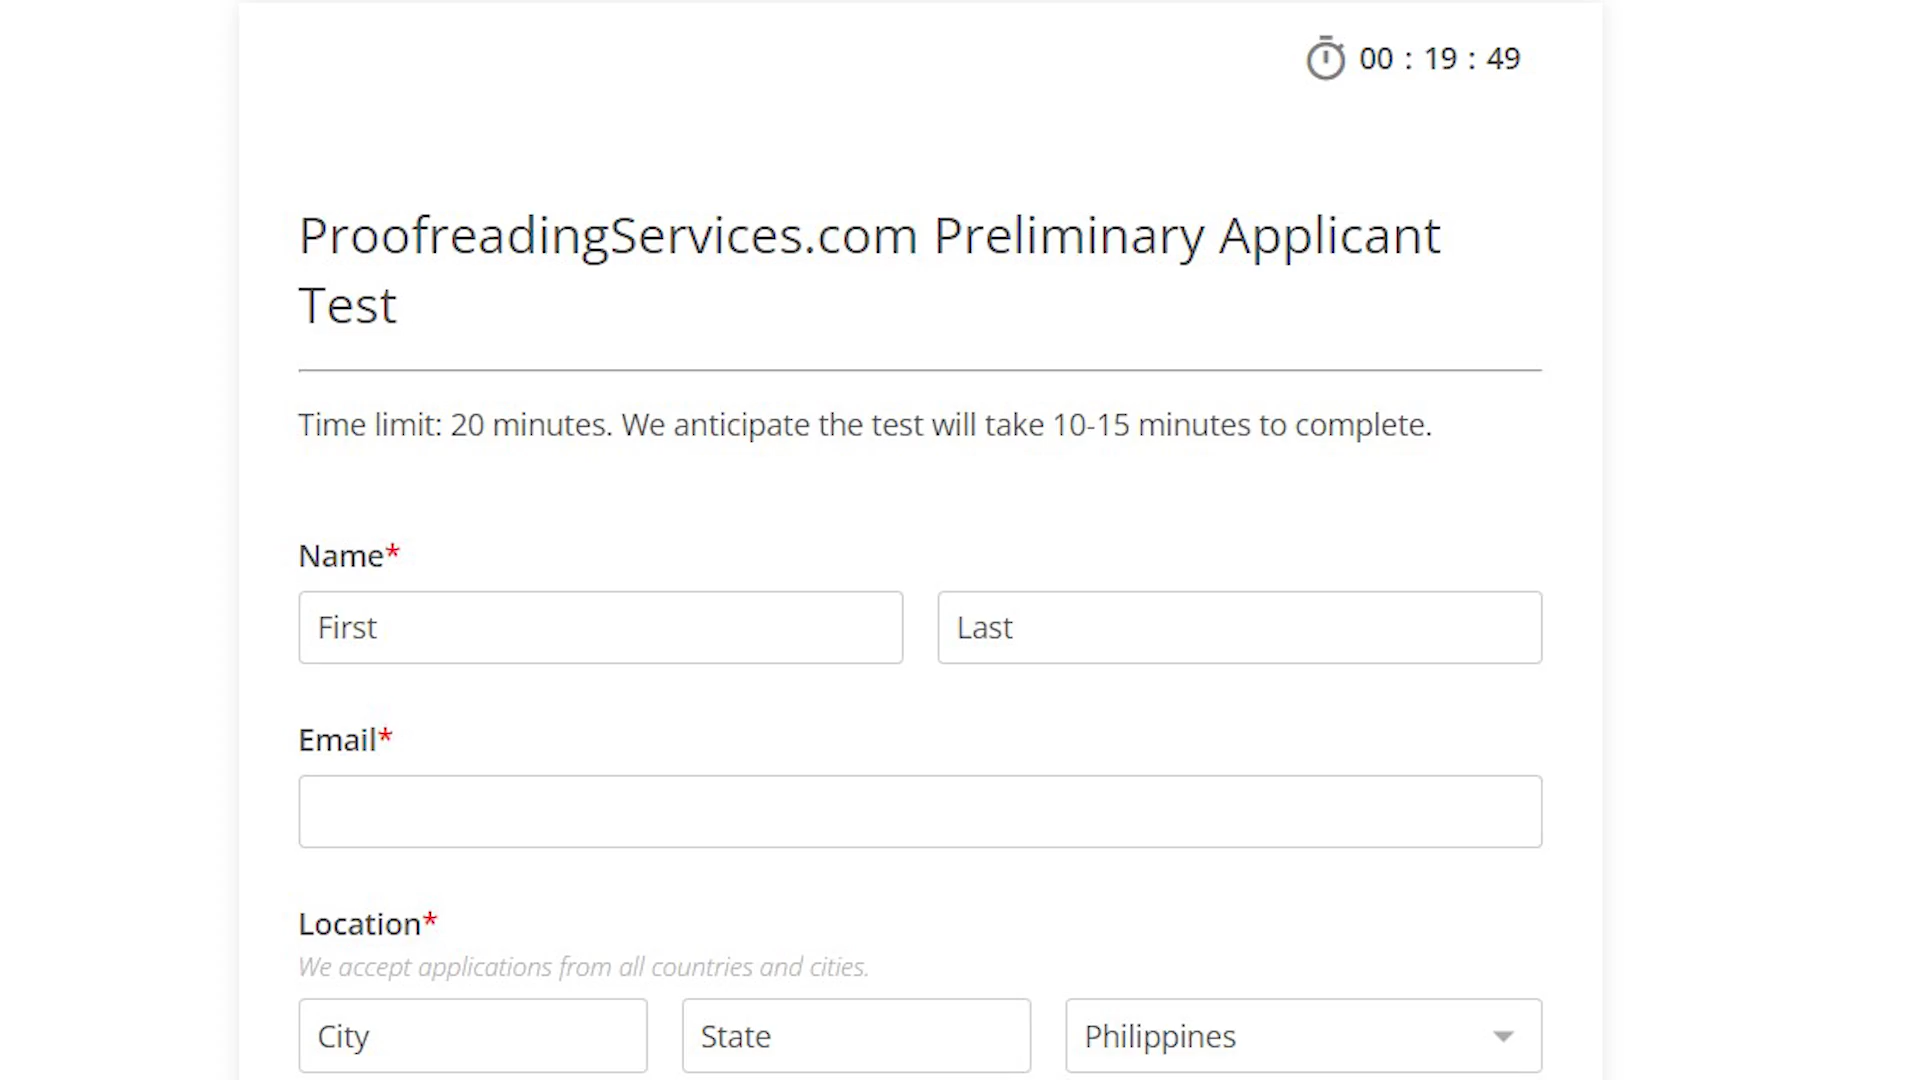 00 : 19 : 49
ProofreadingServices.com Preliminary Applicant
Test
Time limit: 20 minutes. We anticipate the test will take 10-15 minutes to complete.
Name*
First
Last
Email*
Location*
We accept applications from all countries and cities.
City
State
Philippines